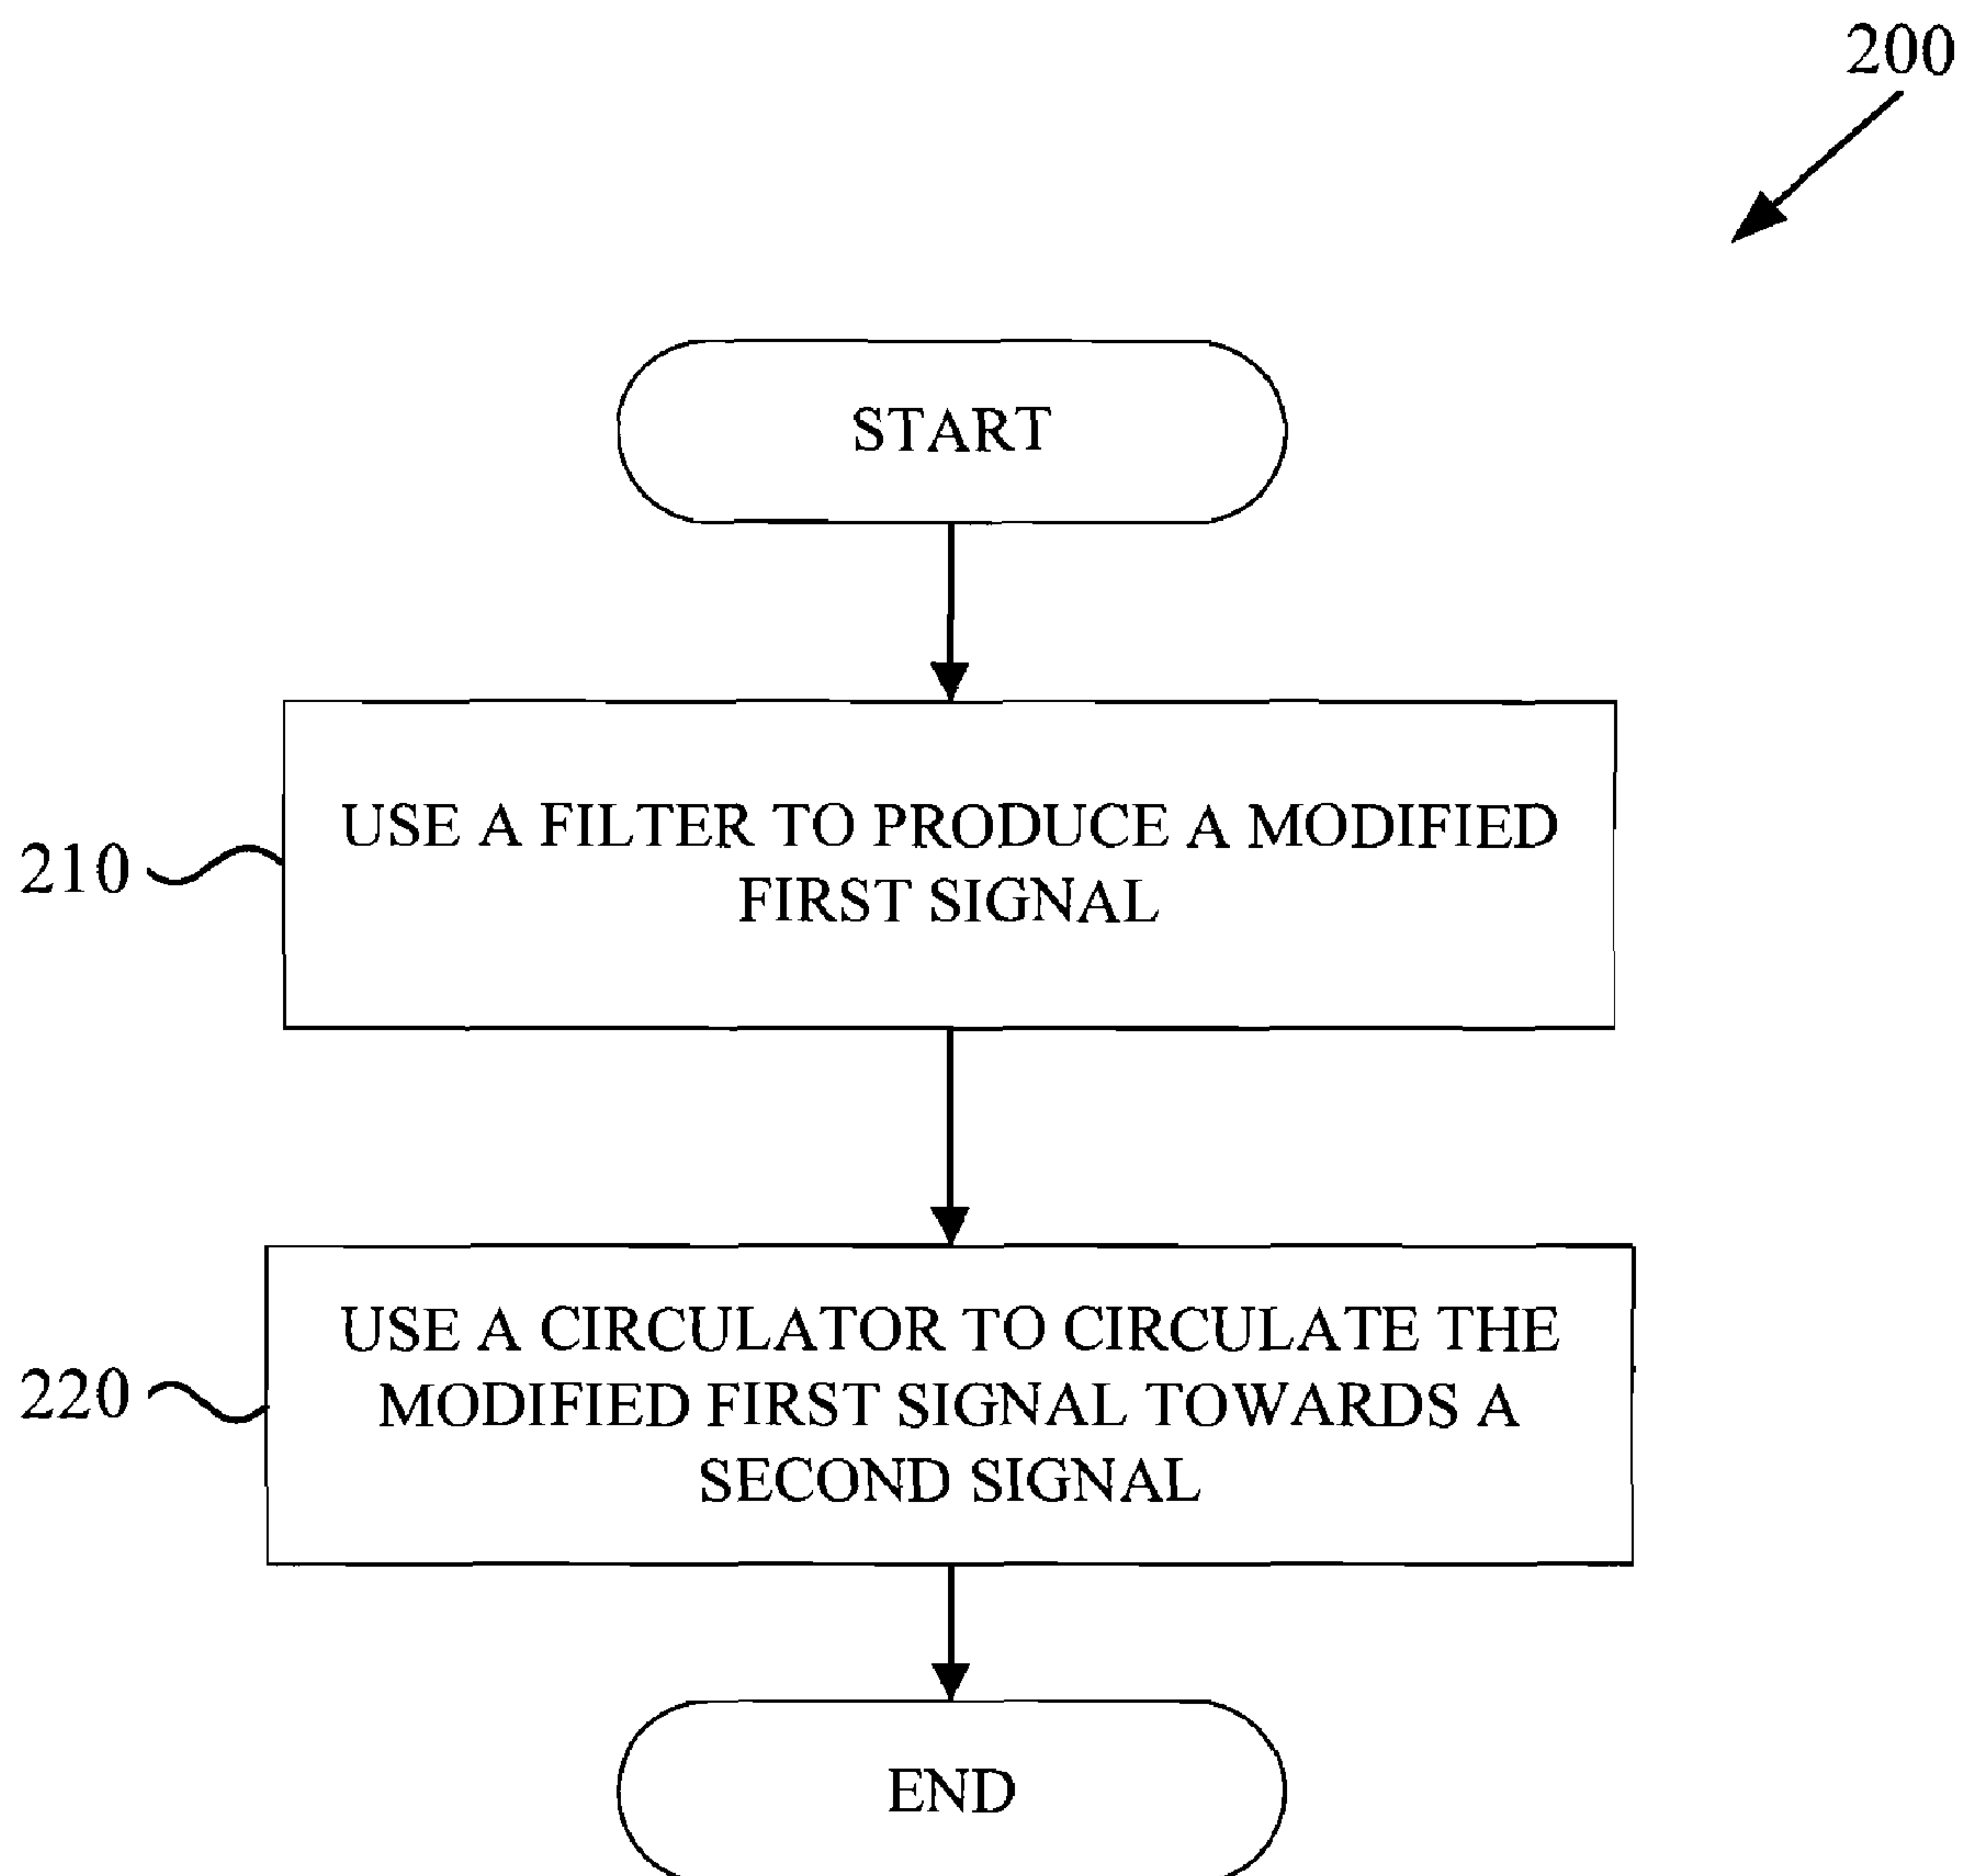 200
START
210
USE A FILTER TO PRODUCE A MODIFIED
FIRST SIGNAL
220
USE A CIRCULATOR TO CIRCULATE THE
MODIFIED FIRST SIGNAL TOWARDS A
SECOND SIGNAL
END